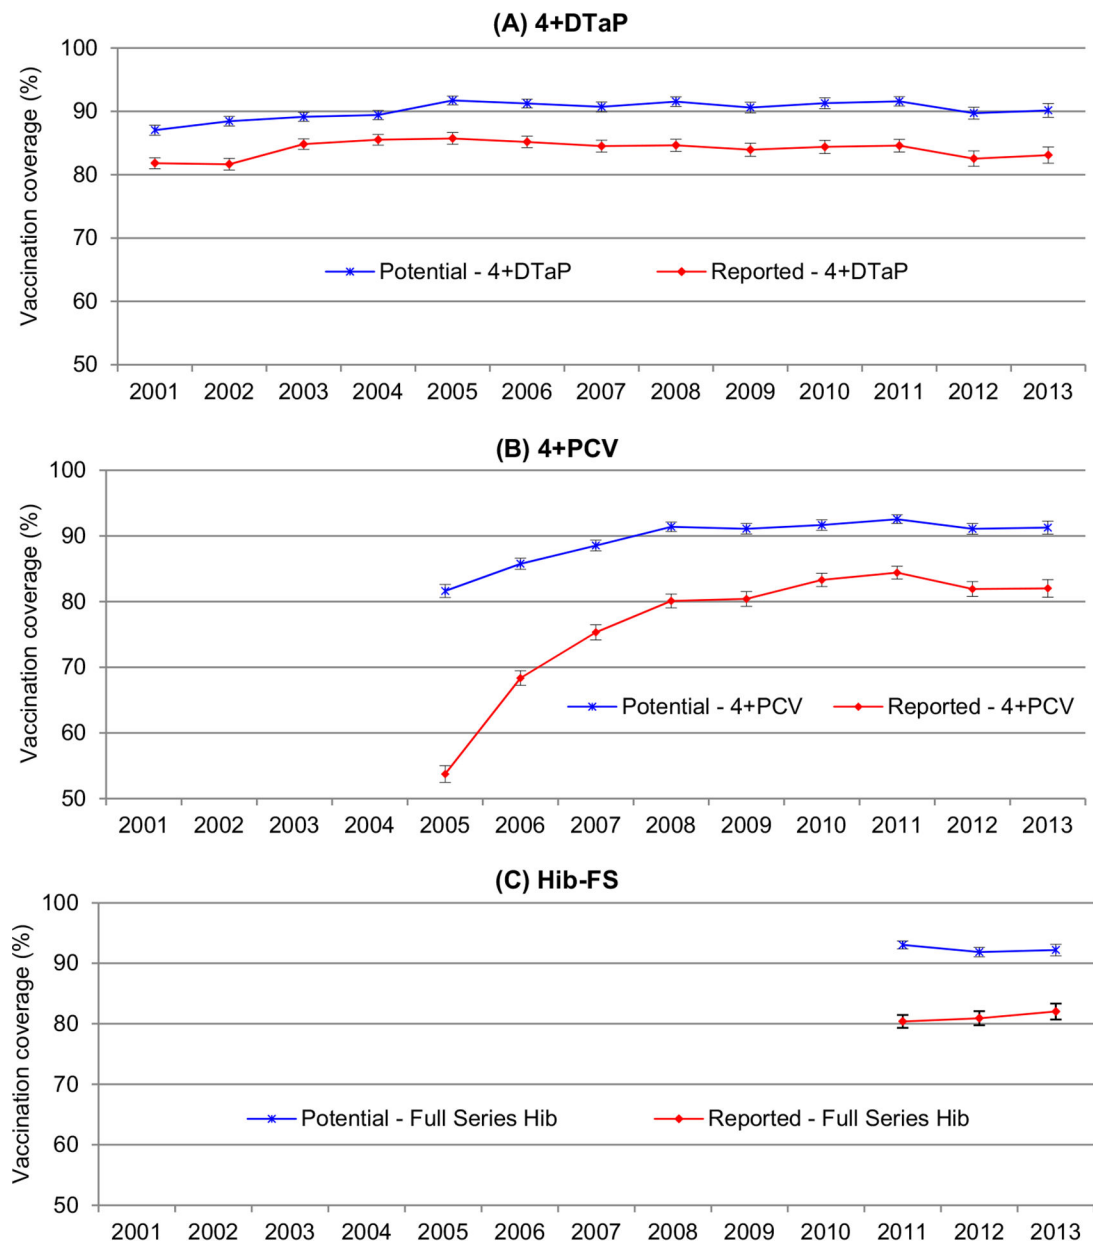 (A) 4+DTaP
Vaccination coverage (%)
100
90
80
70
60
50
Potential - 4+DTaP
Reported - 4+DTaP
2001 2002 2003 2004 2005 2006 2007 2008 2009 2010 2011 2012 2013
(B) 4+PCV
Vaccination coverage (%)
100
90
80
70
60
50
Potential - 4+PCV
Reported - 4+PCV
2001 2002 2003 2004 2005 2006 2007 2008 2009 2010 2011 2012 2013
(C) Hib-FS
Vaccination coverage (%)
100
90
80
70
60
50
Potential - Full Series Hib
Reported - Full Series Hib
2001 2002 2003 2004 2005 2006 2007 2008 2009 2010 2011 2012 2013